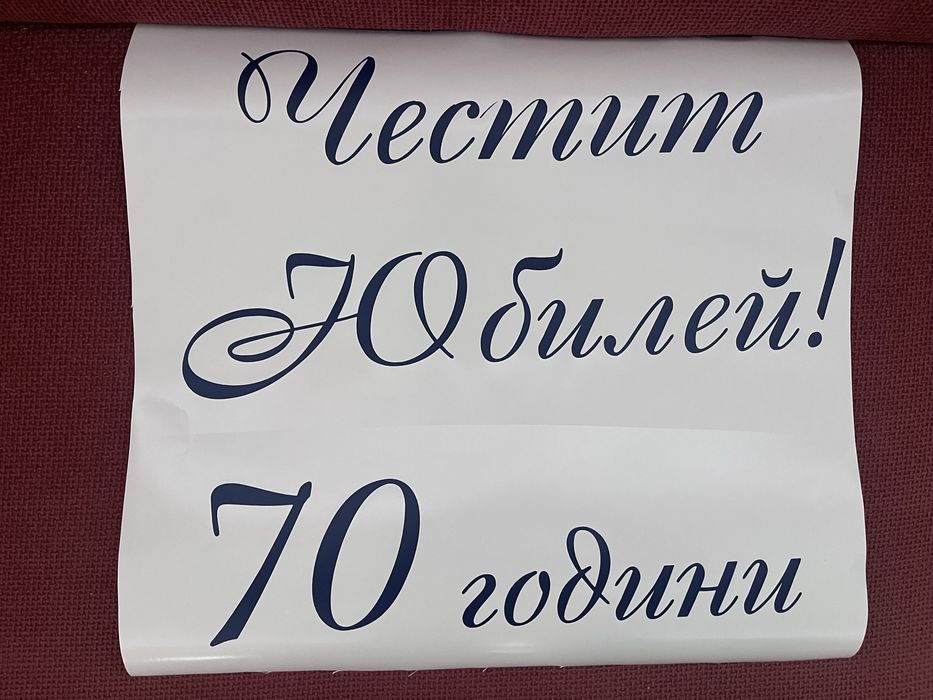 Честит
Юбилей!
70 години